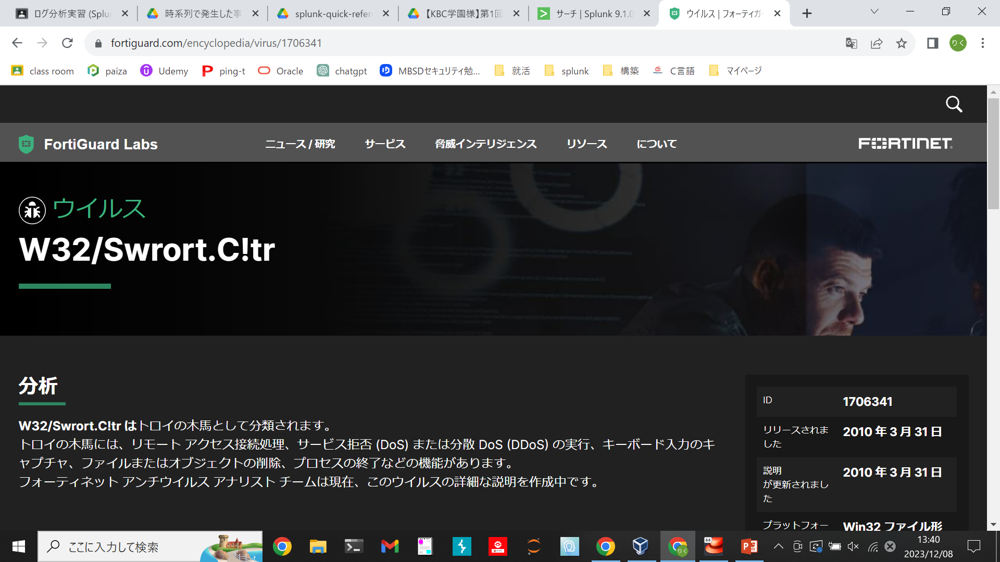 ログ分析実習 (Splu
時系列で発生した事
splunk-quick-refer
【KBC学園様】第1回
サーチ | Splunk 9.1.0
ウイルス | フォーティガー
fortiguard.com/encyclopedia/virus/1706341
りく
class room
paiza
Udemy
ping-t
Oracle
chatgpt
MBSDセキュリティ勉...
就活
splunk
構築
C言語
マイページ
FortiGuard Labs
ニュース / 研究
サービス
脅威インテリジェンス
リソース
について
FORTINET
ウイルス
W32/Swrort.C!tr
分析
W32/Swrort.C!tr はトロイの木馬として分類されます。
トロイの木馬には、リモート アクセス接続処理、サービス拒否 (DoS) または分散 DoS (DDoS) の実行、キーボード入力のキ
ャプチャ、ファイルまたはオブジェクトの削除、プロセスの終了などの機能があります。
フォーティネット アンチウイルス アナリスト チームは現在、このウイルスの詳細な説明を作成中です。
ID
1706341
リリースされま
した
2010 年 3 月 31 日
説明
が更新されまし
た
2010 年 3 月 31 日
プラットフォー
Win32 ファイル形
ここに入力して検索
りく
64
13:40
2023/12/08